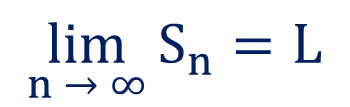 lim Sₙ = L
n → ∞